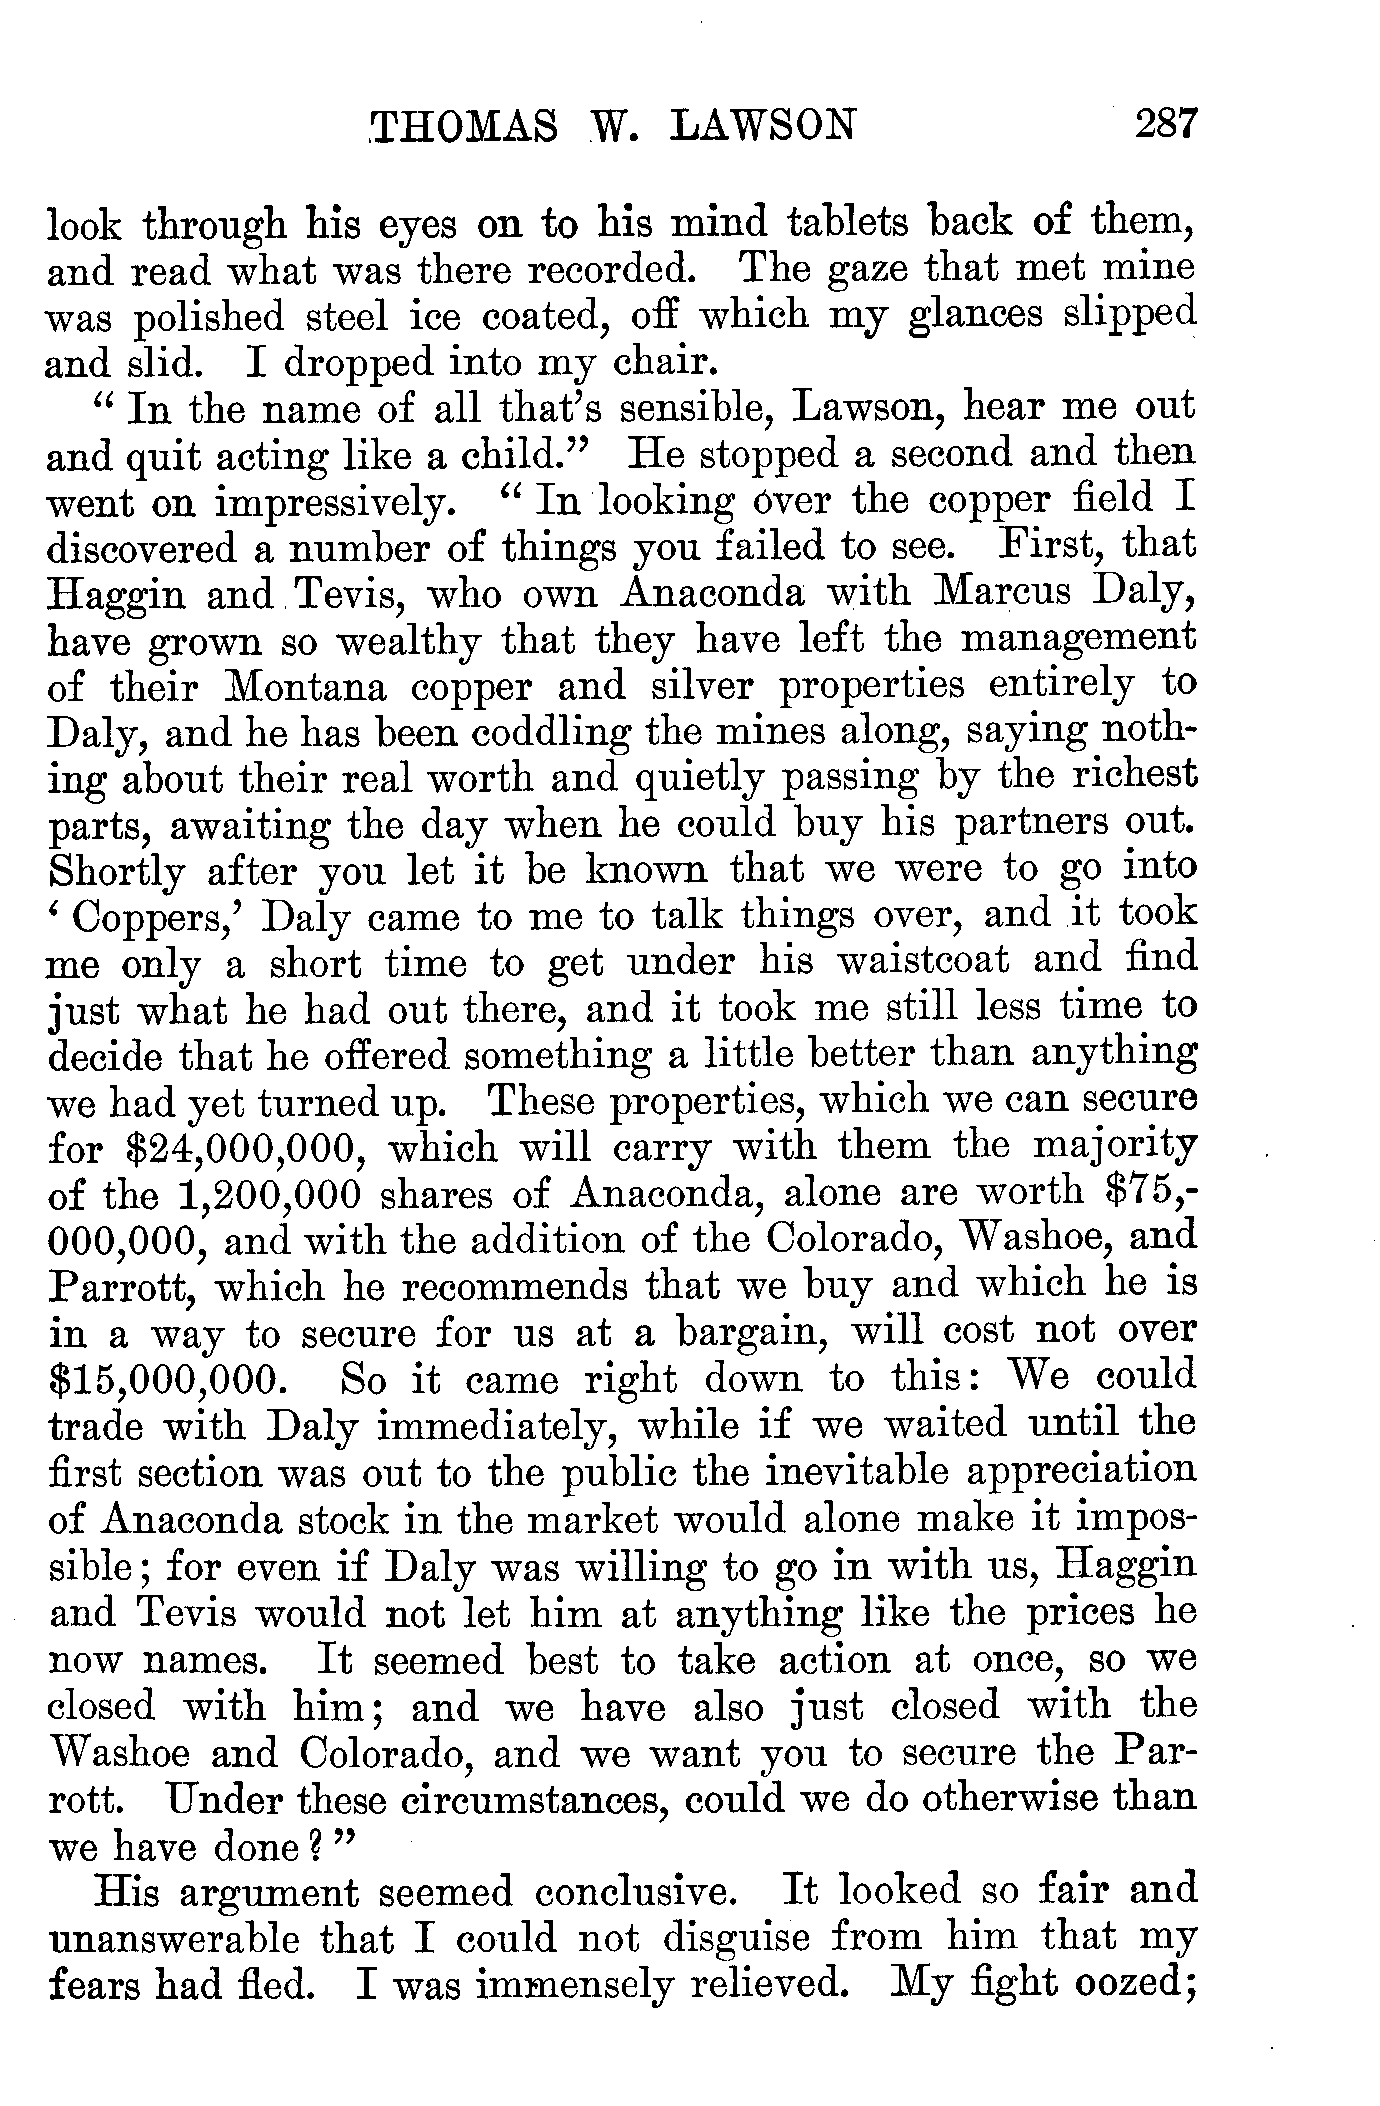 THOMAS W. LAWSON 287
look through his eyes on to his mind tablets back of them,
and read what was there recorded. The gaze that met mine
was polished steel ice coated, off which my glances slipped
and slid. I dropped into my chair.
“ In the name of all that’s sensible, Lawson, hear me out
and quit acting like a child.” He stopped a second and then
went on impressively. “ In looking over the copper field I
discovered a number of things you failed to see. First, that
Haggin and Tevis, who own Anaconda with Marcus Daly,
have grown so wealthy that they have left the management
of their Montana copper and silver properties entirely to
Daly, and he has been coddling the mines along, saying noth-
ing about their real worth and quietly passing by the richest
parts, awaiting the day when he could buy his partners out.
Shortly after you let it be known that we were to go into
‘ Coppers,’ Daly came to me to talk things over, and it took
me only a short time to get under his waistcoat and find
just what he had out there, and it took me still less time to
decide that he offered something a little better than anything
we had yet turned up. These properties, which we can secure
for $24,000,000, which will carry with them the majority
of the 1,200,000 shares of Anaconda, alone are worth $75,-
000,000, and with the addition of the Colorado, Washoe, and
Parrott, which he recommends that we buy and which he is
in a way to secure for us at a bargain, will cost not over
$15,000,000. So it came right down to this: We could
trade with Daly immediately, while if we waited until the
first section was out to the public the inevitable appreciation
of Anaconda stock in the market would alone make it impos-
sible; for even if Daly was willing to go in with us, Haggin
and Tevis would not let him at anything like the prices he
now names. It seemed best to take action at once, so we
closed with him; and we have also just closed with the
Washoe and Colorado, and we want you to secure the Par-
rott. Under these circumstances, could we do otherwise than
we have done? ”
His argument seemed conclusive. It looked so fair and
unanswerable that I could not disguise from him that my
fears had fled. I was immensely relieved. My fight oozed;